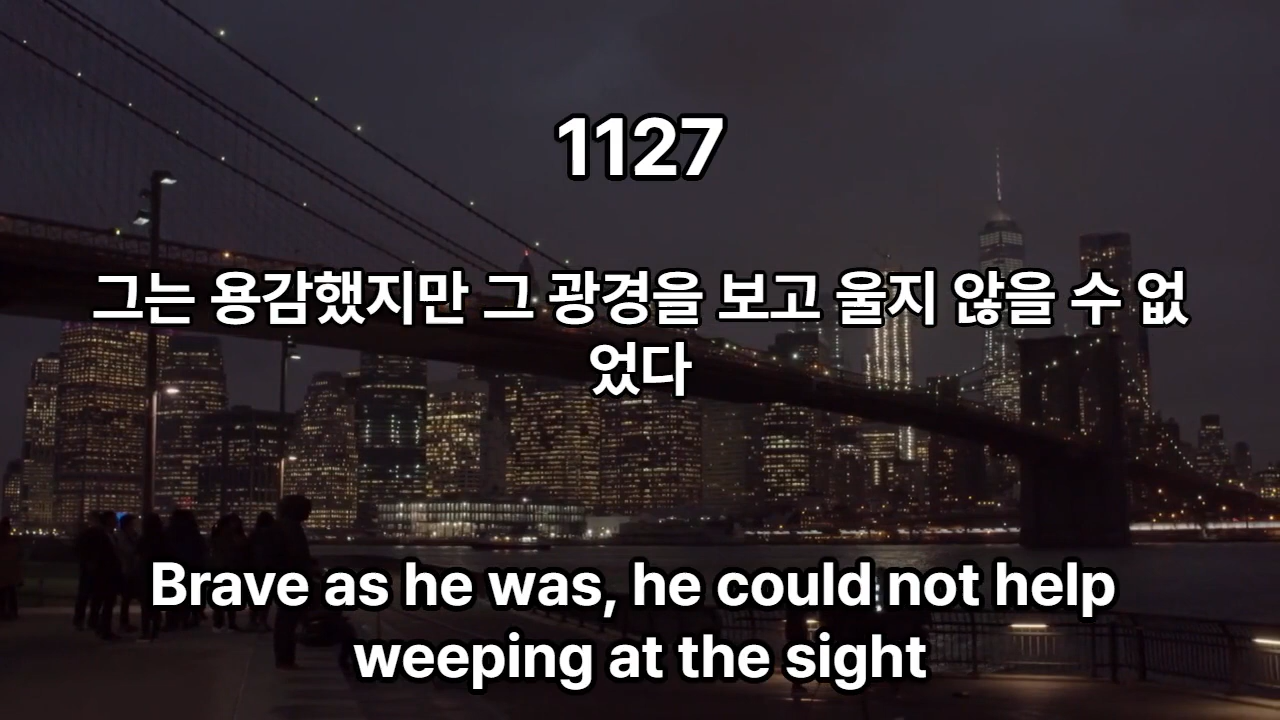 1127
그는 용감했지만 그 광경을 보고 울지 않을 수 없
었다
Brave as he was, he could not help
weeping at the sight